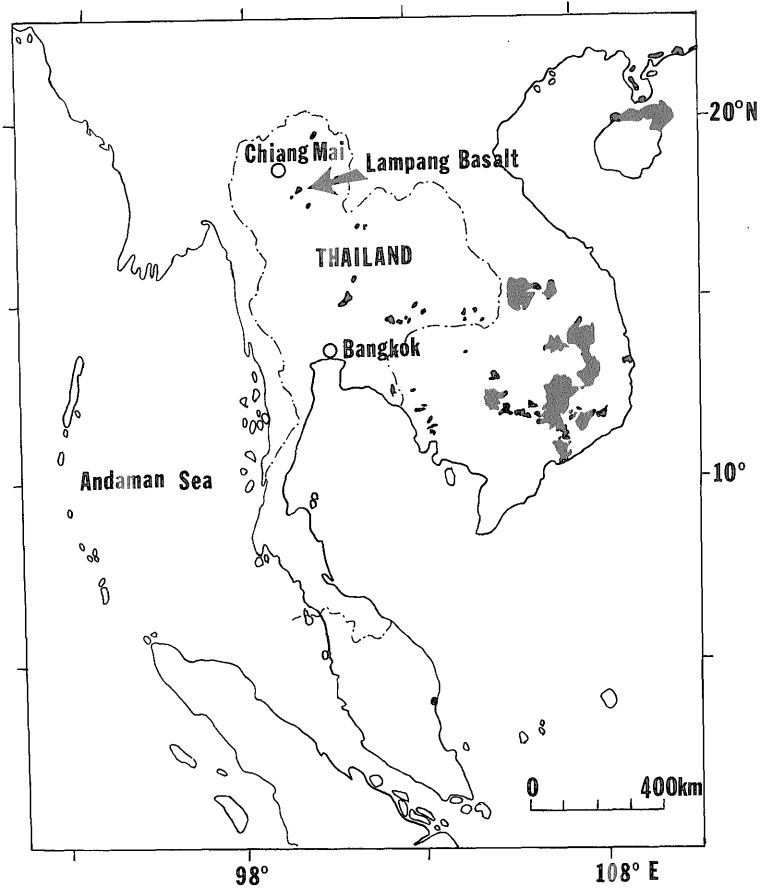 20°N
Chiang Mai
Lampang Basalt
THAILAND
Bangkok
10°
Andaman Sea
0 400km
98° 108° E